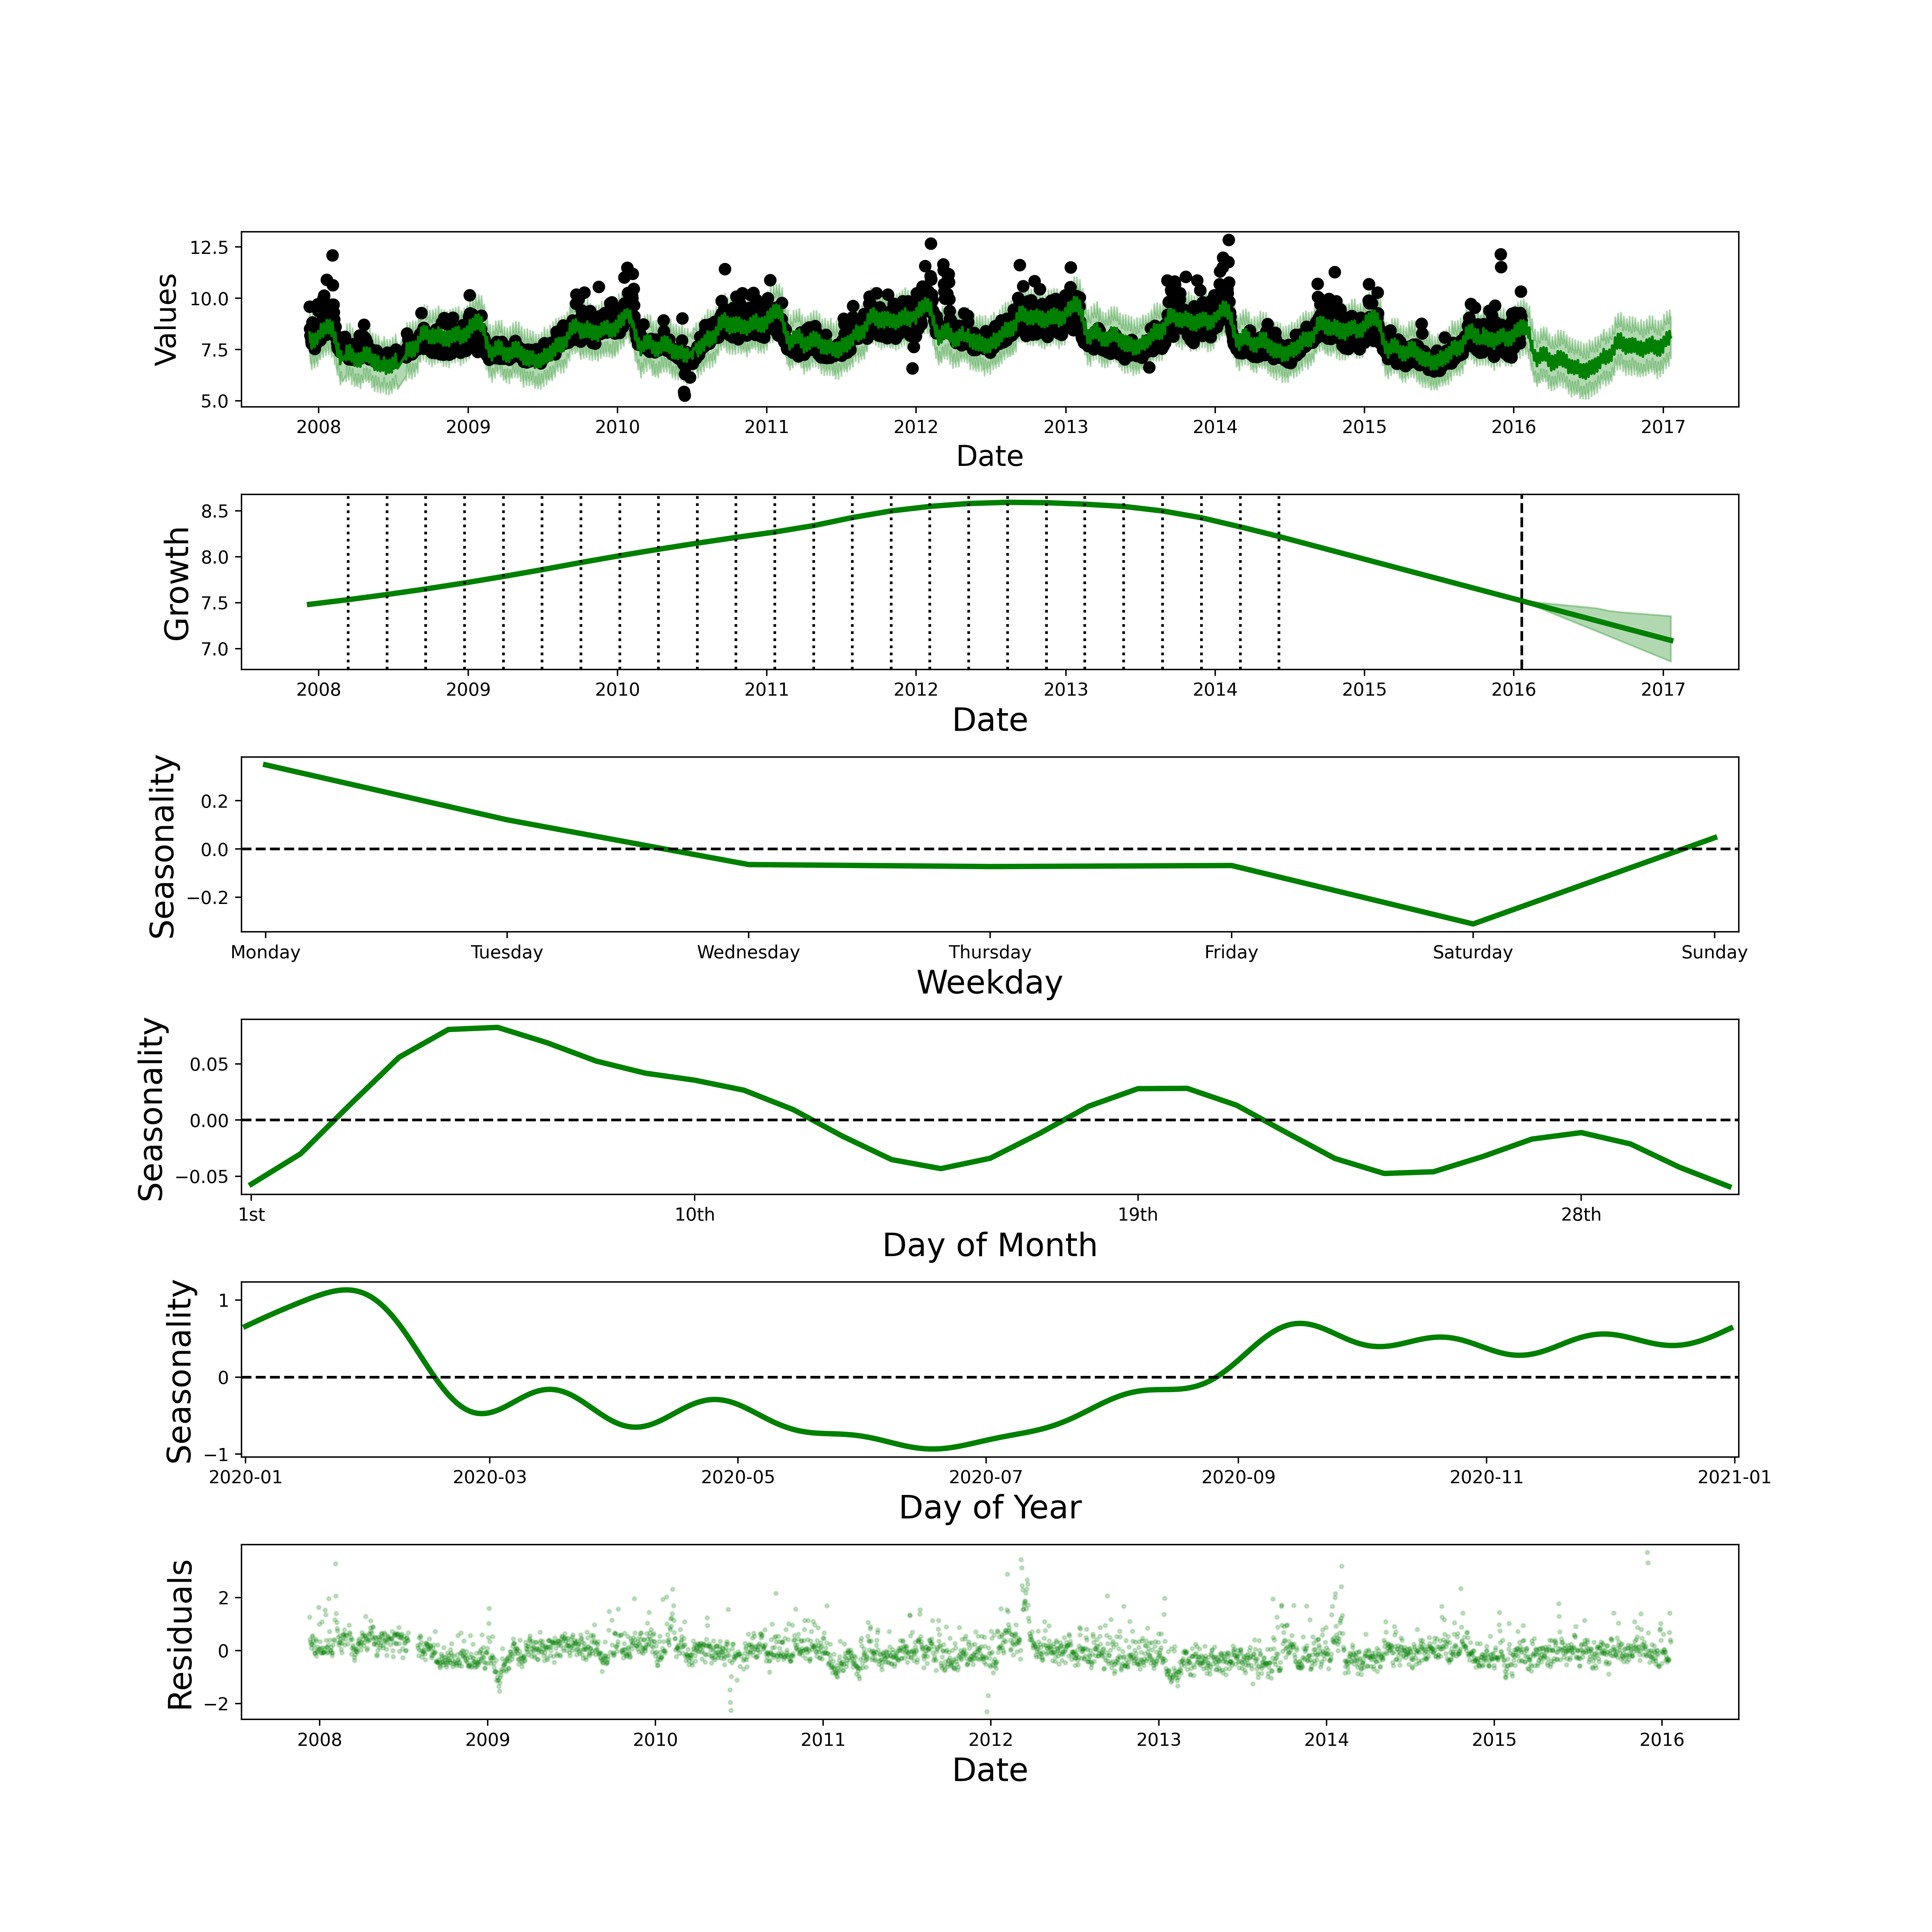 12.5
10.0
7.5
5.0
Values
2008 2009 2010 2011 2012 2013 2014 2015 2016 2017
Date
8.5
8.0
7.5
7.0
Growth
2008 2009 2010 2011 2012 2013 2014 2015 2016 2017
Date
0.2
0.0
−0.2
Seasonality
Monday Tuesday Wednesday Thursday Friday Saturday Sunday
Weekday
0.05
0.00
−0.05
Seasonality
1st 10th 19th 28th
Day of Month
1
0
−1
Seasonality
2020-01 2020-03 2020-05 2020-07 2020-09 2020-11 2021-01
Day of Year
2
0
−2
Residuals
2008 2009 2010 2011 2012 2013 2014 2015 2016
Date